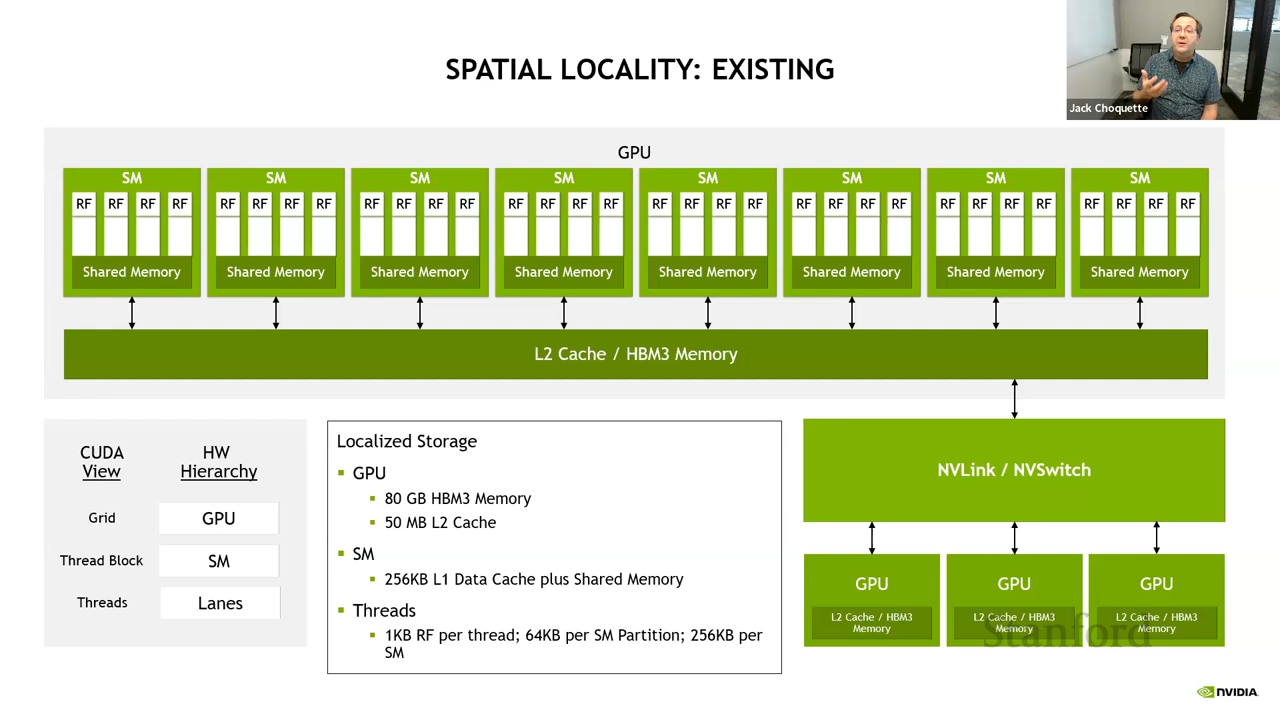 SPATIAL LOCALITY: EXISTING
Jack Choquette
GPU
SM SM SM SM SM SM SM SM
RF RF RF RF RF RF RF RF RF RF RF RF RF RF RF RF RF RF RF RF RF RF RF RF RF RF RF RF RF RF RF RF
Shared Memory Shared Memory Shared Memory Shared Memory Shared Memory Shared Memory Shared Memory Shared Memory
L2 Cache / HBM3 Memory
CUDA
View
HW
Hierarchy
Grid GPU
Thread Block SM
Threads Lanes
Localized Storage
GPU
80 GB HBM3 Memory
50 MB L2 Cache
SM
256KB L1 Data Cache plus Shared Memory
Threads
1KB RF per thread; 64KB per SM Partition; 256KB per
SM
NVLink / NVSwitch
GPU GPU GPU
L2 Cache / HBM3 L2 Cache / HBM3 L2 Cache / HBM3
Memory Memory Memory
Stanford
NVIDIA.